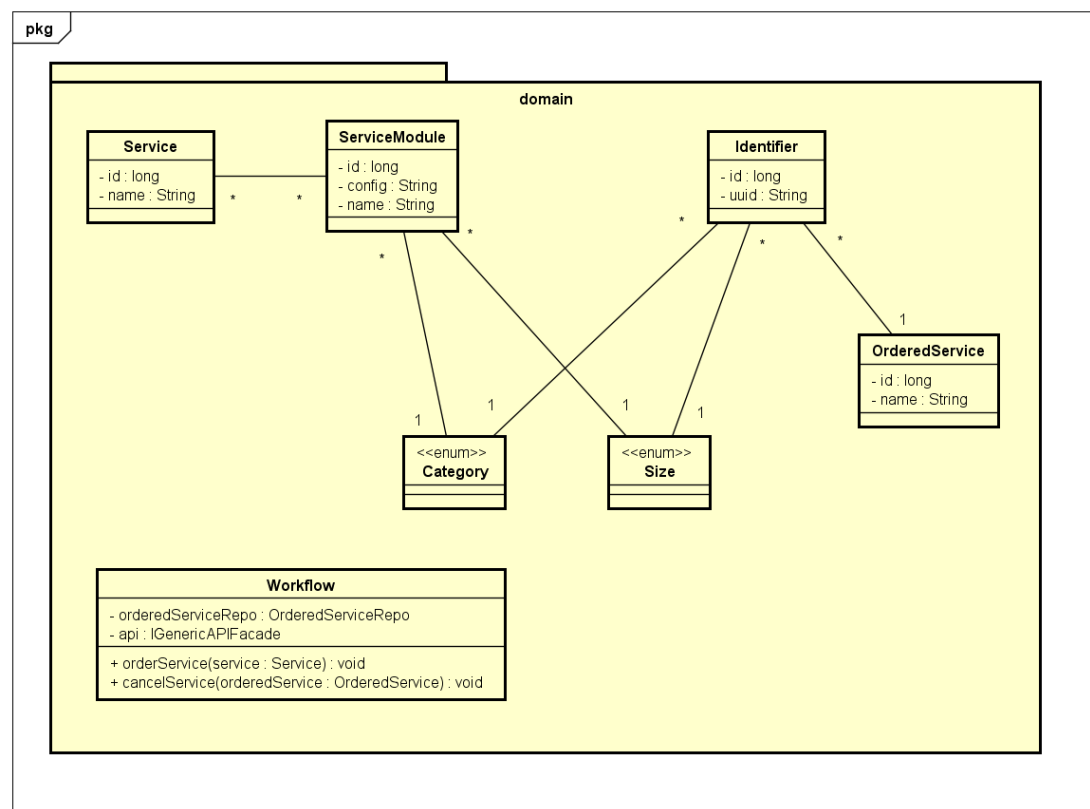 pkg
domain
Service
- id : long
- name : String
ServiceModule
- id : long
- config : String
- name : String
Identifier
- id : long
- uuid : String
*
*
*
*
*
*
*
1
OrderedService
- id : long
- name : String
1
1
1
1
<<enum>>
Category
<<enum>>
Size
Workflow
- orderedServiceRepo : OrderedServiceRepo
- api : IGenericAPIFacade
+ orderService(service : Service) : void
+ cancelService(orderedService : OrderedService) : void